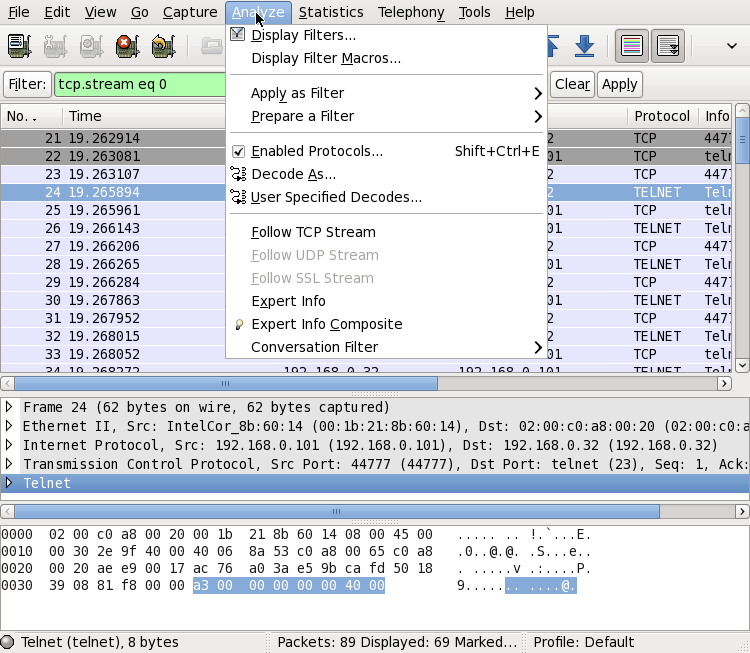 File Edit View Go Capture Analyze Statistics Telephony Tools Help
Display Filters...
Display Filter Macros...
Apply as Filter
Prepare a Filter
Enabled Protocols... Shift+Ctrl+E
Decode As...
User Specified Decodes...
Follow TCP Stream
Follow UDP Stream
Follow SSL Stream
Expert Info
Expert Info Composite
Conversation Filter
Filter: tcp.stream eq 0 Clear Apply
No. . Time Protocol Info
21 19.262914 2 TCP 4477
22 19.263081 01 TCP teln
23 19.263107 2 TCP 4477
24 19.265894 2 TELNET Teln
25 19.265961 01 TCP teln
26 19.266143 01 TELNET Teln
27 19.266206 2 TCP 4477
28 19.266265 01 TELNET Teln
29 19.266284 2 TCP 4477
30 19.267863 01 TELNET Teln
31 19.267952 2 TCP 4477
32 19.268015 2 TELNET Teln
33 19.268052 01 TCP teln
34 19.268272 192.168.0.32 192.168.0.101 TELNET Teln
Frame 24 (62 bytes on wire, 62 bytes captured)
Ethernet II, Src: IntelCor_8b:60:14 (00:1b:21:8b:60:14), Dst: 02:00:c0:a8:00:20 (02:00:c0:a8
Internet Protocol, Src: 192.168.0.101 (192.168.0.101), Dst: 192.168.0.32 (192.168.0.32)
Transmission Control Protocol, Src Port: 44777 (44777), Dst Port: telnet (23), Seq: 1, Ack:
Telnet
0000 02 00 c0 a8 00 20 00 1b 21 8b 60 14 08 00 45 00 ..... .. !.`...E.
0010 00 30 2e 9f 40 00 40 06 8a 53 c0 a8 00 65 c0 a8 .0..@.@. .S...e..
0020 00 20 ae e9 00 17 ac 76 a0 3a e5 9b ca fd 50 18 . .....v .:....P.
0030 39 08 81 f8 00 00 a3 00 00 00 00 00 40 00 9....... ....@.
Telnet (telnet), 8 bytes Packets: 89 Displayed: 69 Marked... Profile: Default